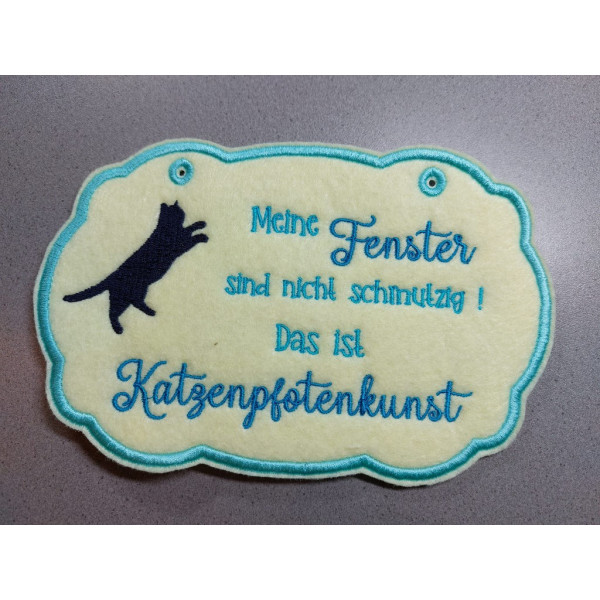 Meine Fenster
sind nicht schmutzig !
Das ist
Katzenpfotenkunst